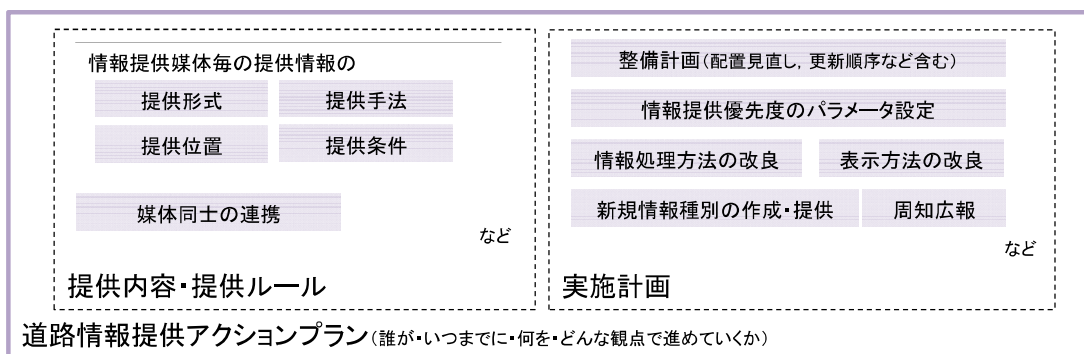 情報提供媒体毎の提供情報の
提供形式
提供手法
提供位置
提供条件
媒体同士の連携
など
提供内容・提供ルール
整備計画(配置見直し，更新順序など含む)
情報提供優先度のパラメータ設定
情報処理方法の改良
表示方法の改良
新規情報種別の作成・提供
周知広報
など
実施計画
道路情報提供アクションプラン(誰が・いつまでに・何を・どんな観点で進めていくか)